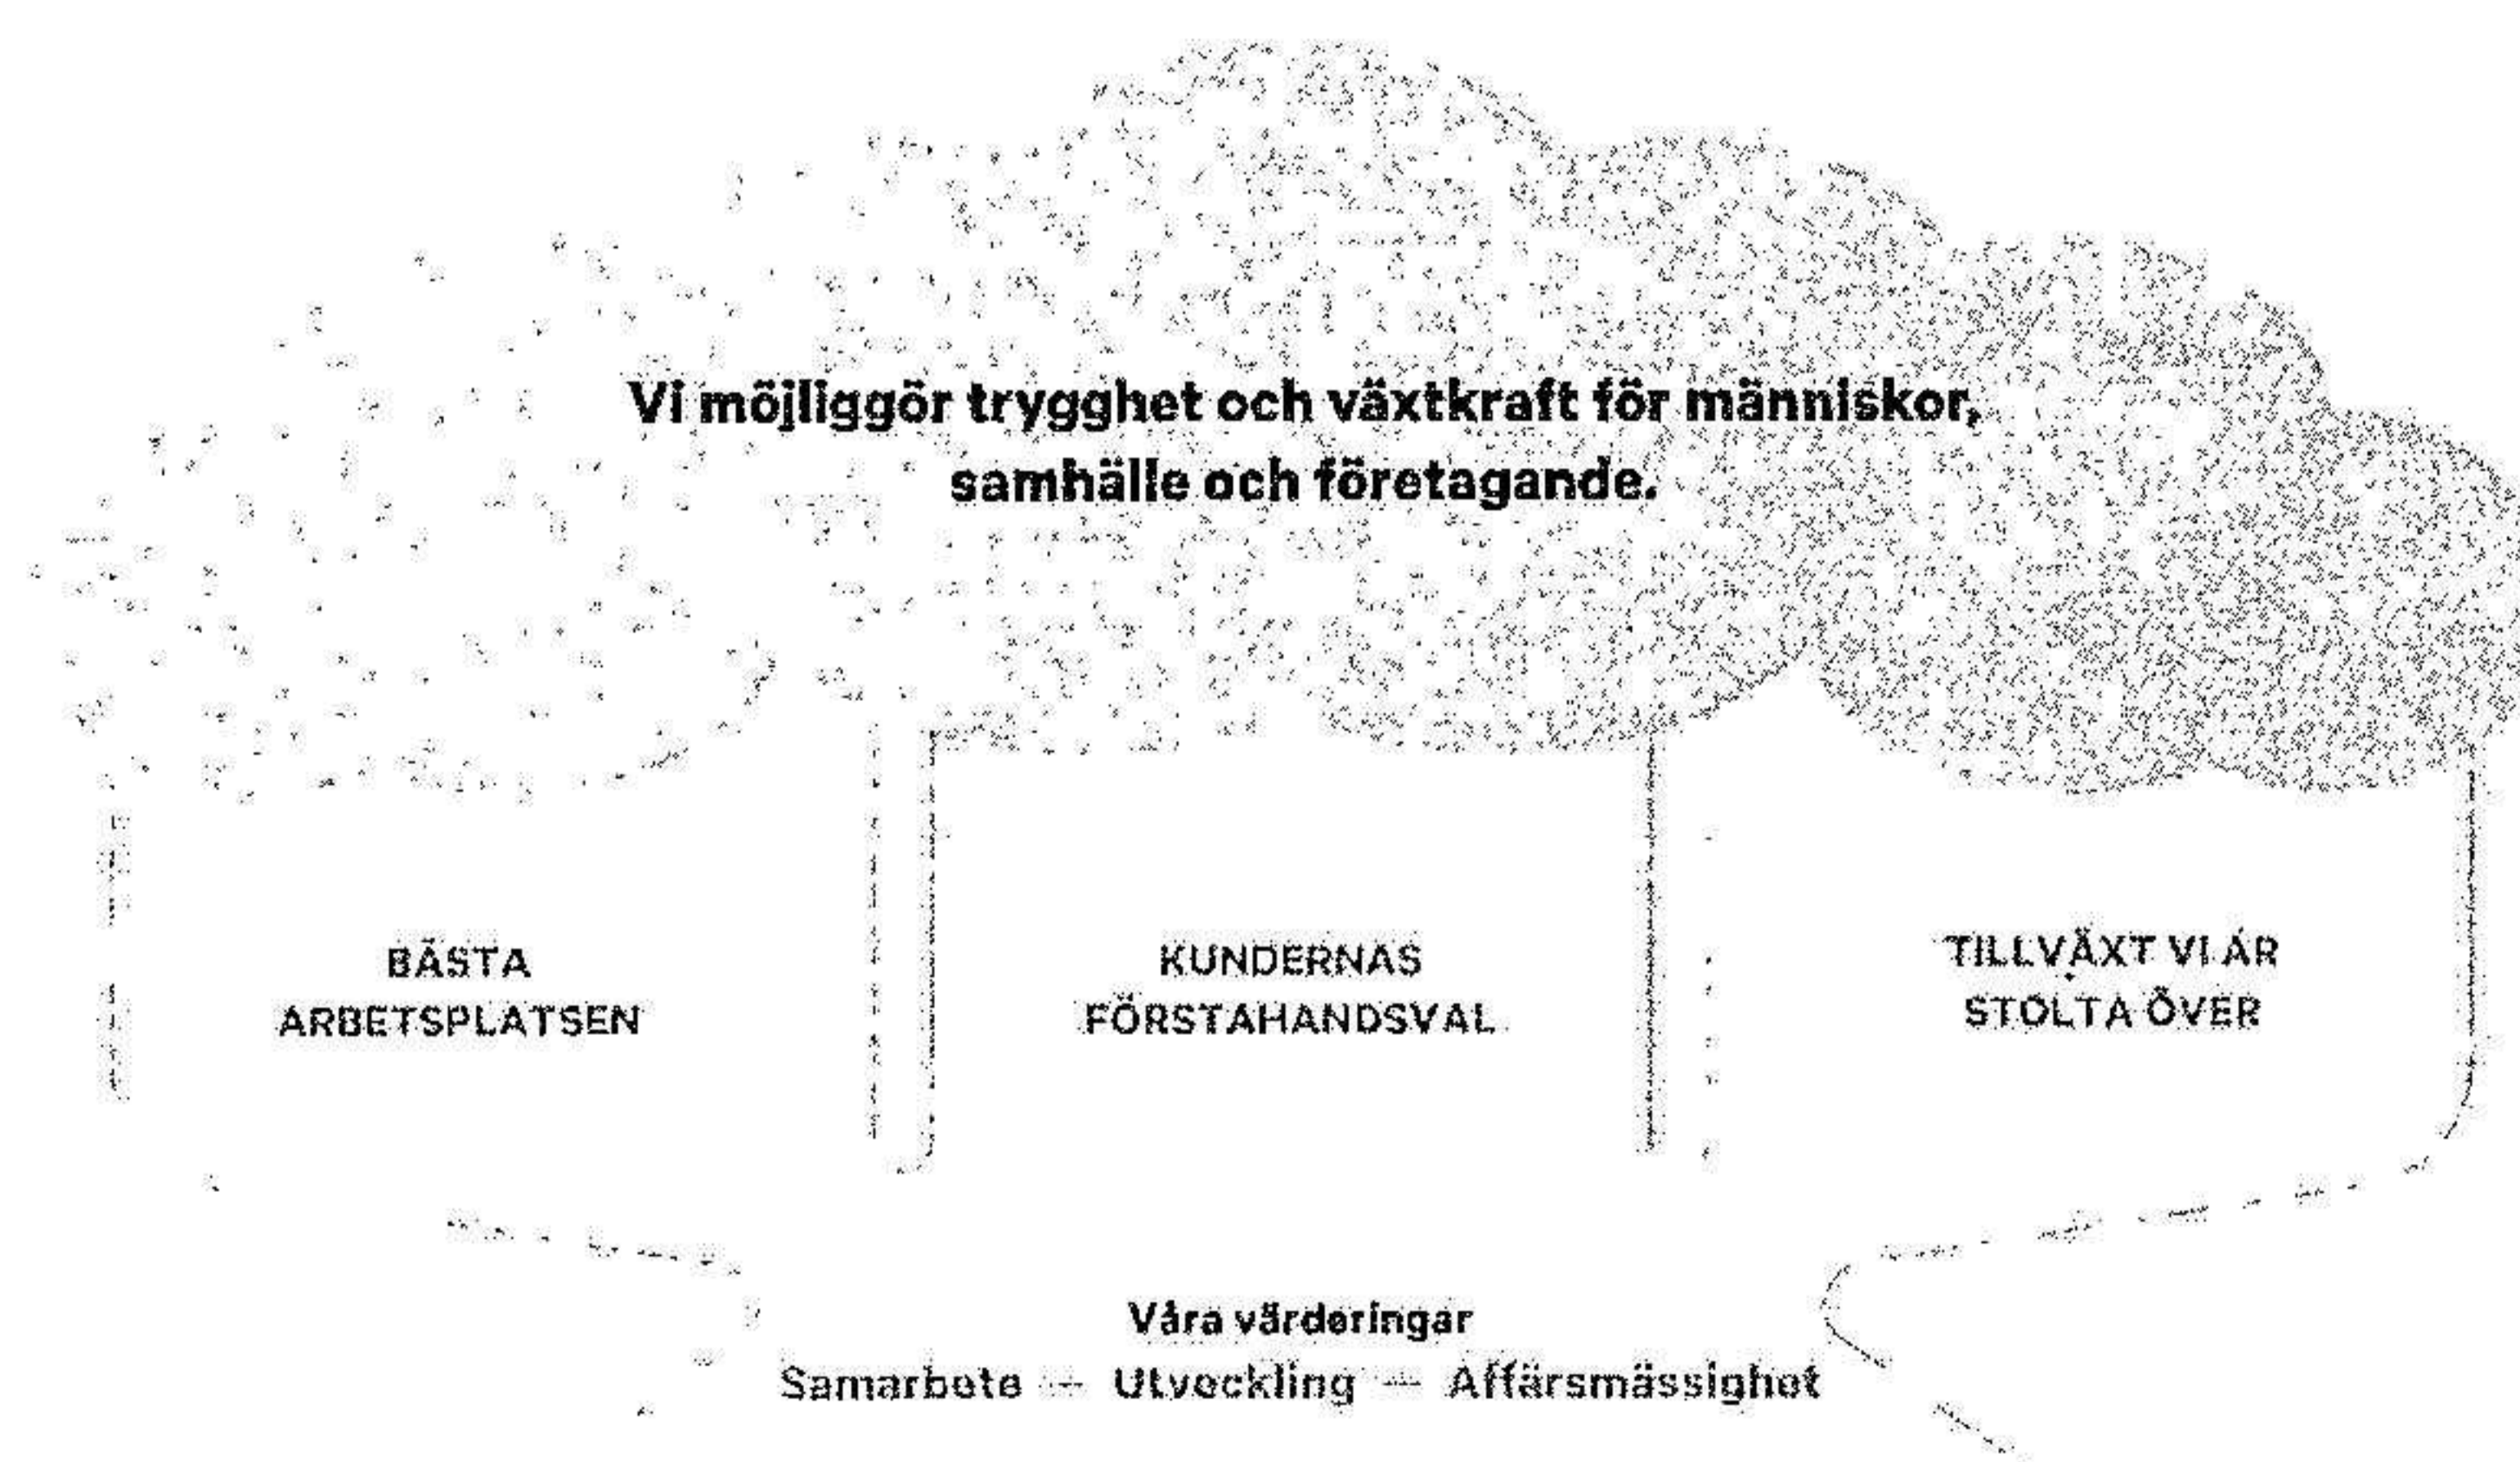 Vi möjliggör trygghet och växtkraft för människor,
samhälle och företagande.
BÄSTA
ARBETSPLATSEN
KUNDERNAS
FÖRSTAHANDSVAL
TILLVÄXT VI ÄR
STOLTA ÖVER
Våra värderingar
Samarbete — Utveckling — Affärsmässighet